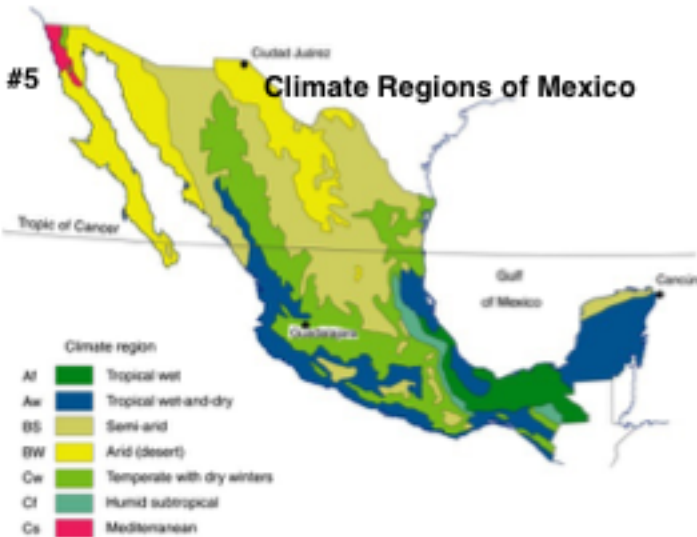 Ciudad Juárez
#5
Climate Regions of Mexico
Tropic of Cancer
Gulf
of Mexico
Cancún
Guadalajara
Climate region
Af Tropical wet
Aw Tropical wet-and-dry
BS Semi-arid
BW Arid (desert)
Cw Temperate with dry winters
Cf Humid subtropical
Cs Mediterranean